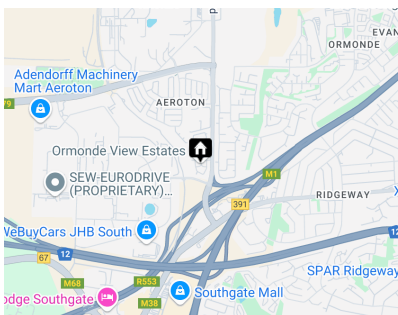 EVAN
ORMONDE
Adendorff Machinery
Mart Aeroton
AEROTON
Ormonde View Estates
SEW-EURODRIVE
(PROPRIETARY)...
M1
RIDGEWAY
391
WeBuyCars JHB South
12
12
67
SPAR Ridgeway
M68
R553
odge Southgate
M38
Southgate Mall